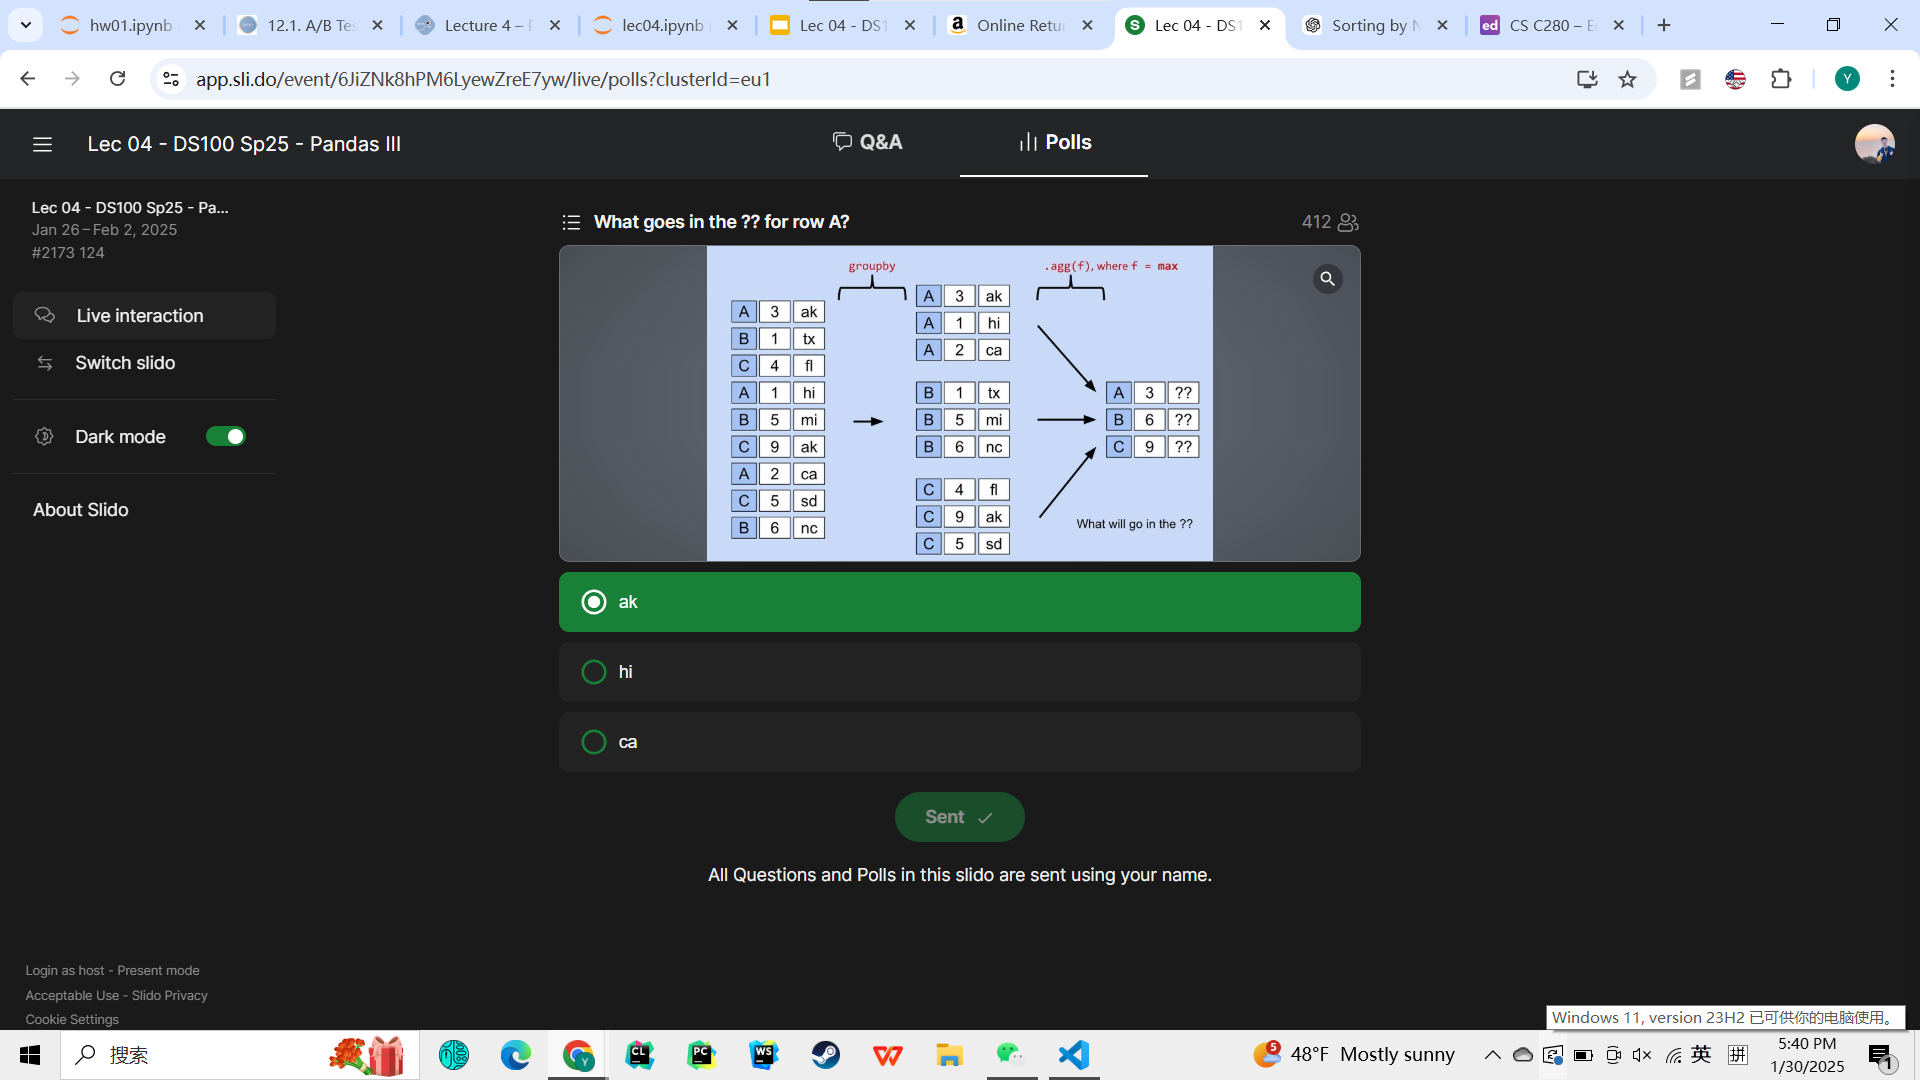 hw01.ipynb
12.1. A/B Tes
Lecture 4 – P
lec04.ipynb
Lec 04 - DS1
Online Retur
Lec 04 - DS1
Sorting by N
CS C280 – E
app.sli.do/event/6JiZNk8hPM6LyewZreE7yw/live/polls?clusterId=eu1
Y
Lec 04 - DS100 Sp25 - Pandas III
Q&A
Polls
Lec 04 - DS100 Sp25 - Pa...
Jan 26 – Feb 2, 2025
#2173 124
Live interaction
Switch slido
Dark mode
About Slido
What goes in the ?? for row A?
412
groupby
.agg(f), where f = max
A 3 ak
B 1 tx
C 4 fl
A 1 hi
B 5 mi
C 9 ak
A 2 ca
C 5 sd
B 6 nc
A 3 ak
A 1 hi
A 2 ca
B 1 tx
B 5 mi
B 6 nc
C 4 fl
C 9 ak
C 5 sd
A 3 ??
B 6 ??
C 9 ??
What will go in the ??
ak
hi
ca
Sent
All Questions and Polls in this slido are sent using your name.
Login as host - Present mode
Acceptable Use - Slido Privacy
Cookie Settings
Windows 11, version 23H2 已可供你的电脑使用。
搜索
CL
PC
WS
5
48°F Mostly sunny
英
拼
5:40 PM
1/30/2025
1